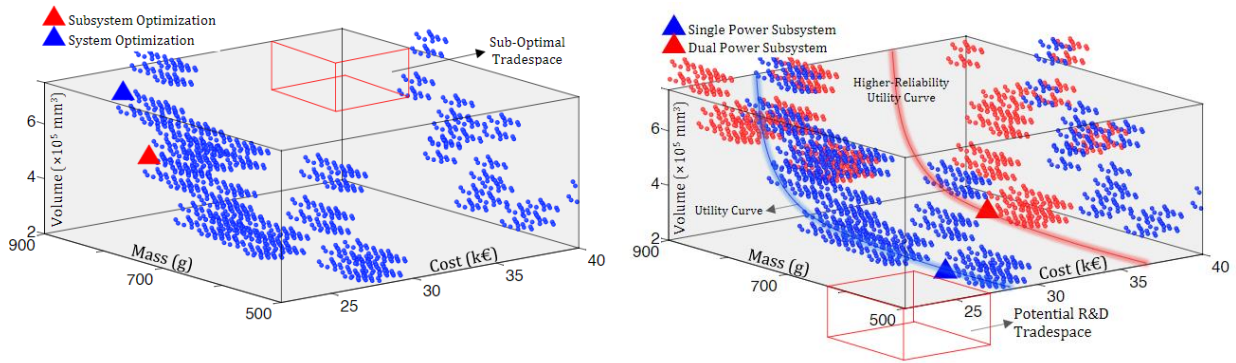 Subsystem Optimization
System Optimization
Sub-Optimal
Tradespace
Volume (×10⁵ mm³)
6
4
2
900
Mass (g)
700
500
25
30
35
40
Cost (k€)
Single Power Subsystem
Dual Power Subsystem
Higher-Reliability
Utility Curve
Volume (×10⁵ mm³)
6
4
2
Utility Curve
900
Mass (g)
700
500
25
30
35
40
Cost (k€)
Potential R&D
Tradespace